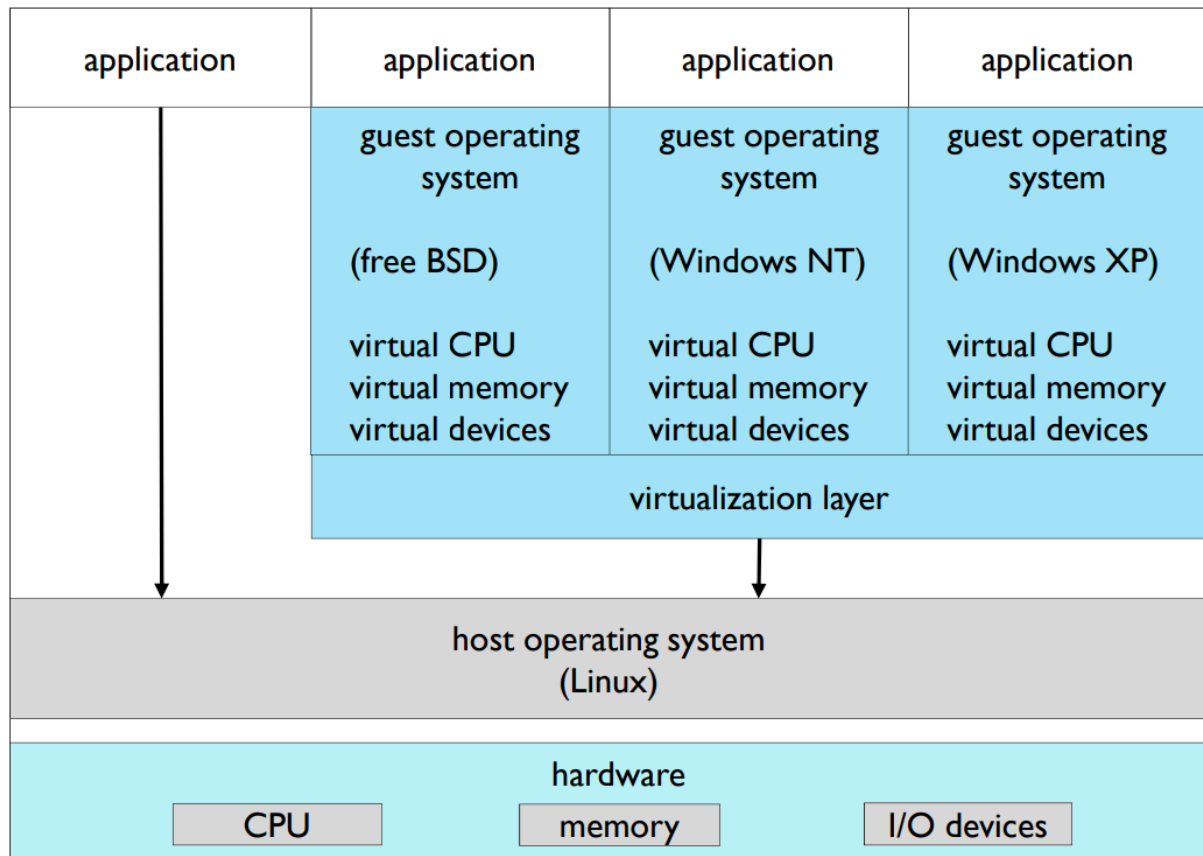 application
application
application
application
guest operating
system
(free BSD)
virtual CPU
virtual memory
virtual devices
guest operating
system
(Windows NT)
virtual CPU
virtual memory
virtual devices
guest operating
system
(Windows XP)
virtual CPU
virtual memory
virtual devices
virtualization layer
host operating system
(Linux)
hardware
CPU
memory
I/O devices